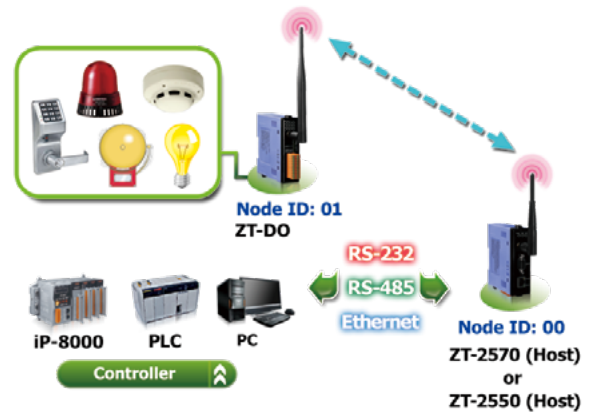 Node ID: 01
ZT-DO
RS-232
RS-485
Ethernet
iP-8000
PLC
PC
Controller
Node ID: 00
ZT-2570 (Host)
or
ZT-2550 (Host)